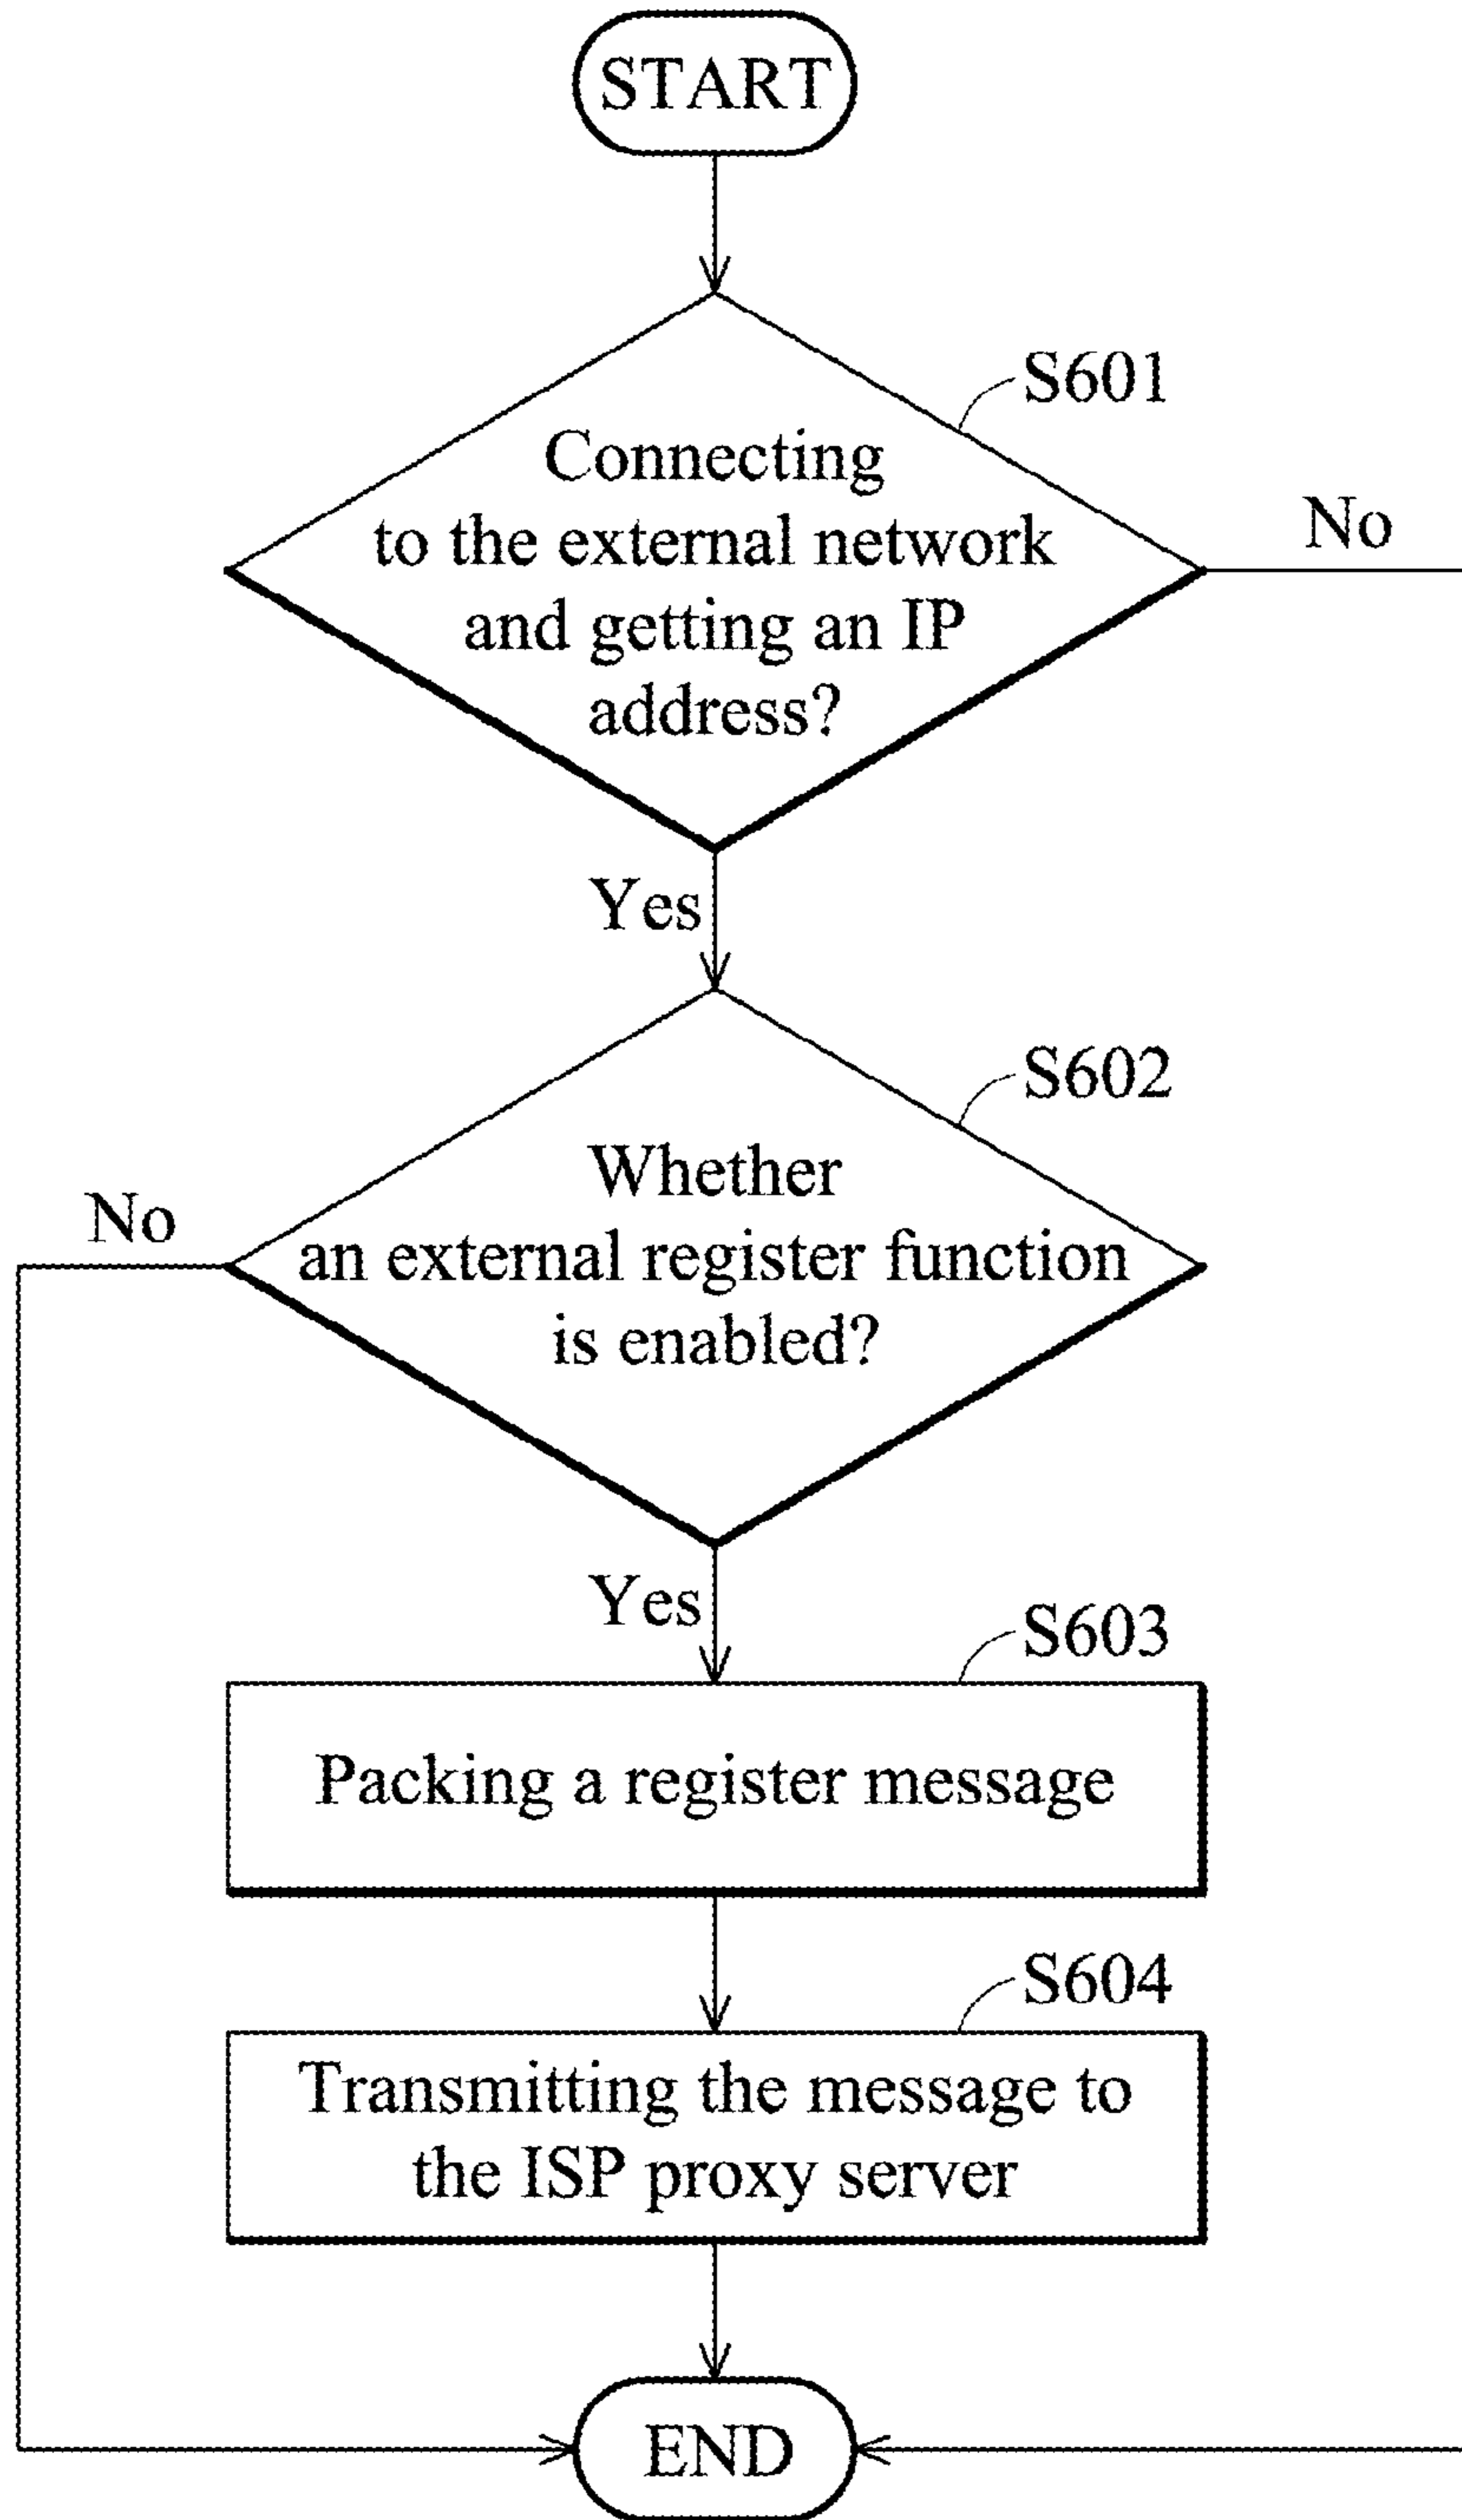 START
S601
Connecting
to the external network
and getting an IP
address?
No
Yes
S602
Whether
an external register function
is enabled?
No
Yes
S603
Packing a register message
S604
Transmitting the message to
the ISP proxy server
END